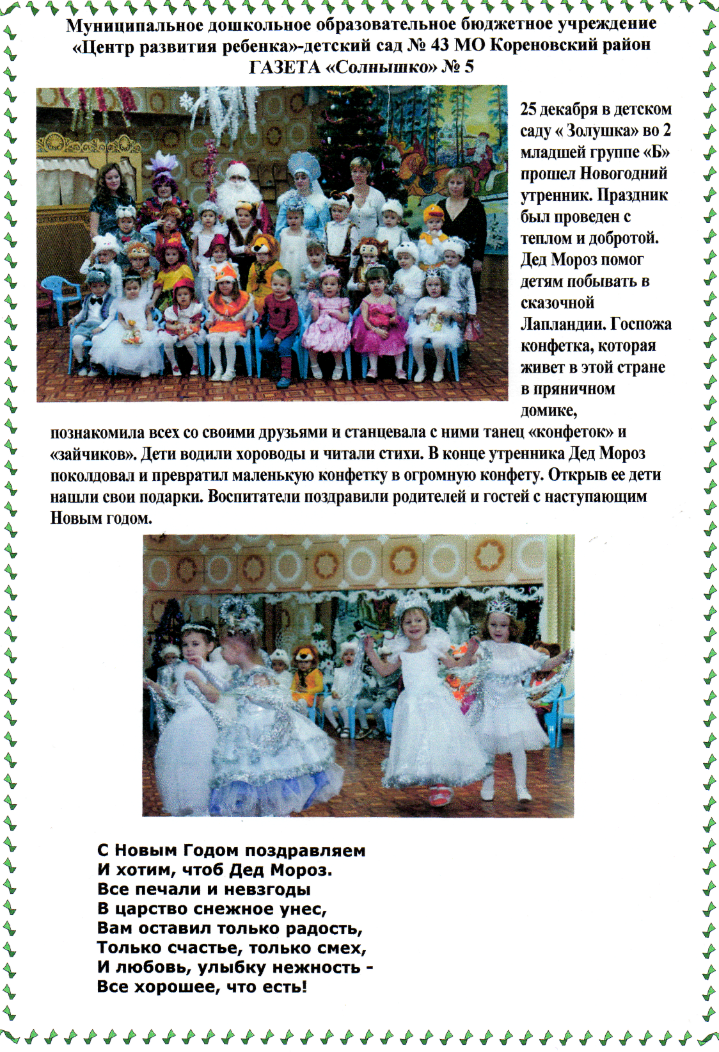 Муниципальное дошкольное образовательное бюджетное учреждение
«Центр развития ребенка»-детский сад № 43 МО Кореновский район
ГАЗЕТА «Солнышко» № 5
25 декабря в детском
саду « Золушка» во 2
младшей группе «Б»
прошел Новогодний
утренник. Праздник
был проведен с
теплом и добротой.
Дед Мороз помог
детям побывать в
сказочной
Лапландии. Госпожа
конфетка, которая
живет в этой стране
в пряничном
домике,
познакомила всех со своими друзьями и станцевала с ними танец «конфеток» и
«зайчиков». Дети водили хороводы и читали стихи. В конце утренника Дед Мороз
поколдовал и превратил маленькую конфетку в огромную конфету. Открыв ее дети
нашли свои подарки. Воспитатели поздравили родителей и гостей с наступающим
Новым годом.
С Новым Годом поздравляем
И хотим, чтоб Дед Мороз.
Все печали и невзгоды
В царство снежное унес,
Вам оставил только радость,
Только счастье, только смех,
И любовь, улыбку нежность -
Все хорошее, что есть!